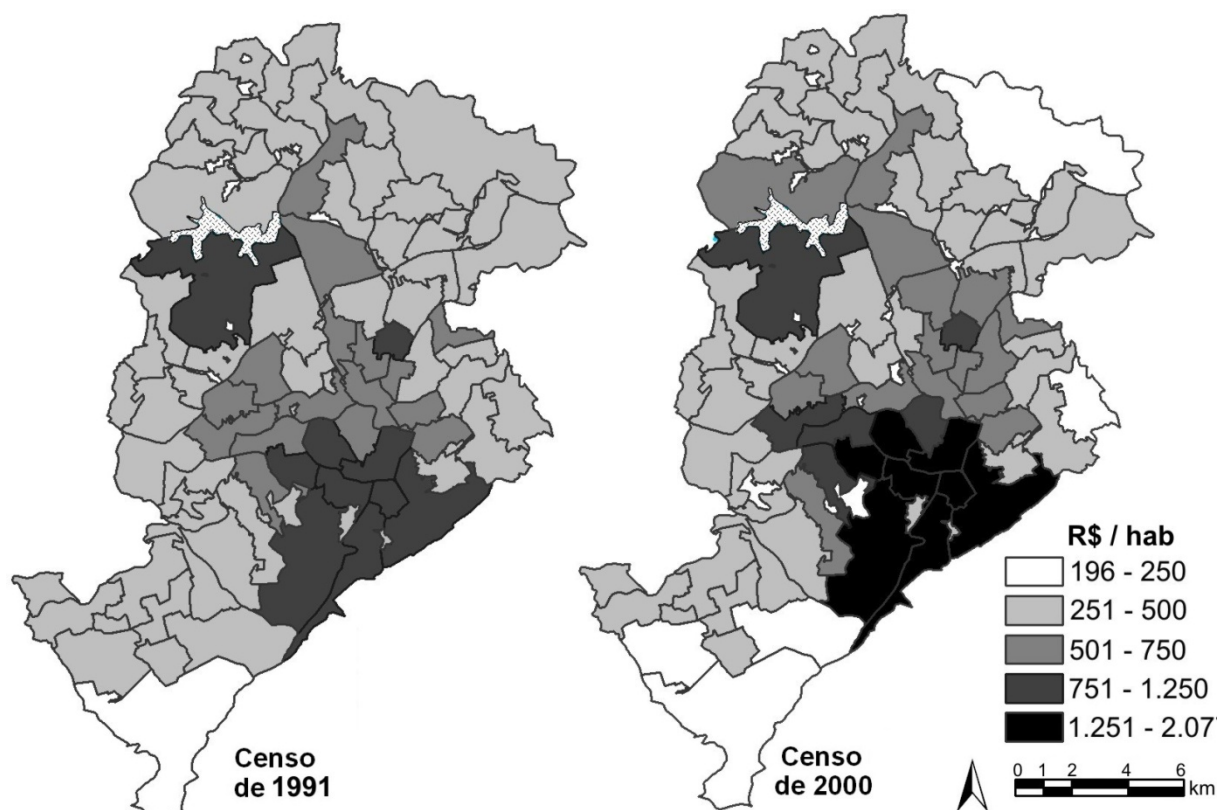 Censo
de 1991
Censo
de 2000
R$ / hab
196 - 250
251 - 500
501 - 750
751 - 1.250
1.251 - 2.07
0 1 2 4 6
km